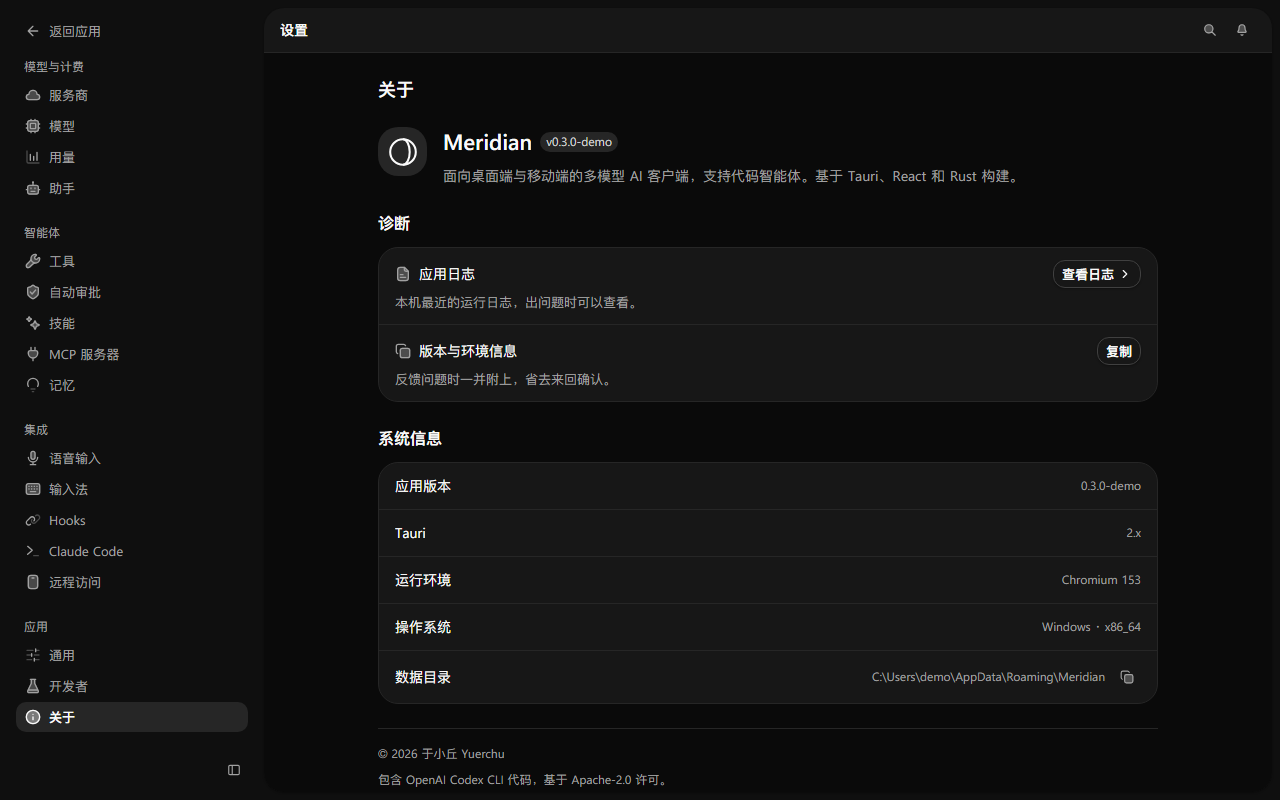 返回应用
模型与计费
服务商
模型
用量
助手
智能体
工具
自动审批
技能
MCP 服务器
记忆
集成
语音输入
输入法
Hooks
Claude Code
远程访问
应用
通用
开发者
关于
设置
关于
Meridian v0.3.0-demo
面向桌面端与移动端的多模型 AI 客户端，支持代码智能体。基于 Tauri、React 和 Rust 构建。
诊断
应用日志 查看日志
本机最近的运行日志，出问题时可以查看。
版本与环境信息 复制
反馈问题时一并附上，省去来回确认。
系统信息
应用版本 0.3.0-demo
Tauri 2.x
运行环境 Chromium 153
操作系统 Windows · x86_64
数据目录 C:\Users\demo\AppData\Roaming\Meridian
© 2026 于小丘 Yuerchu
包含 OpenAI Codex CLI 代码，基于 Apache-2.0 许可。